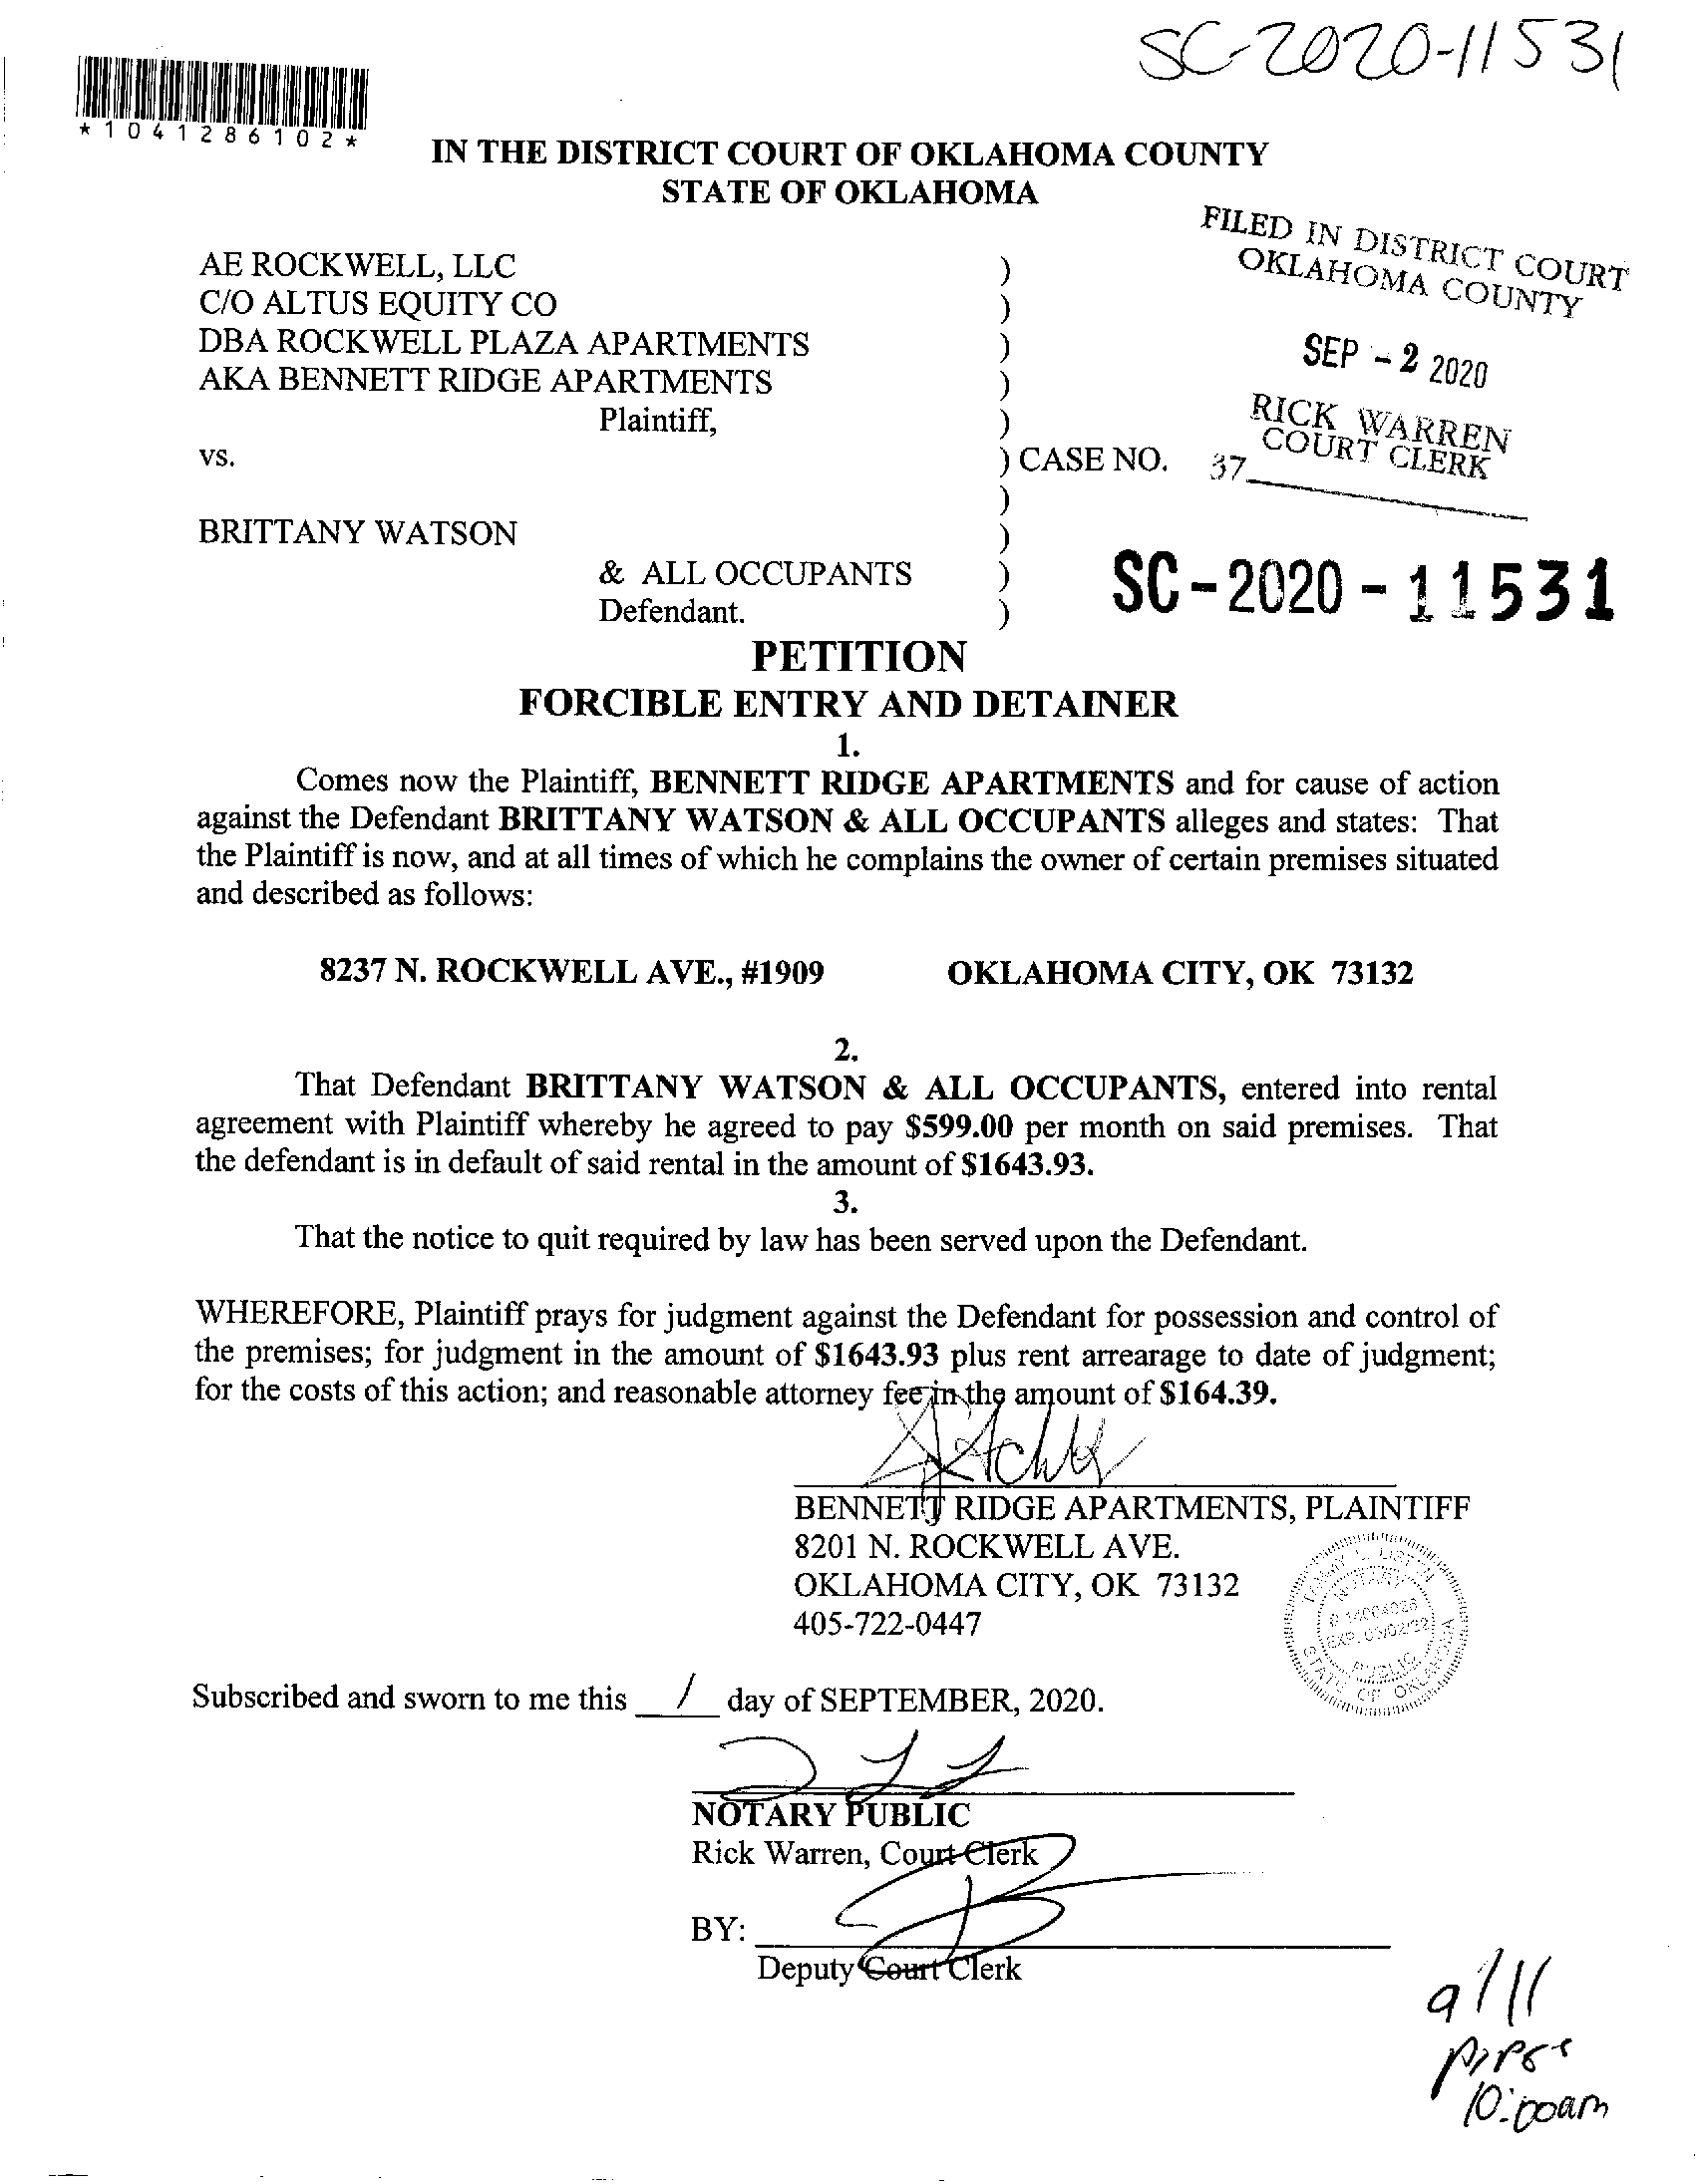 SC-2020-11531
*1041286102*
IN THE DISTRICT COURT OF OKLAHOMA COUNTY
STATE OF OKLAHOMA
FILED IN DISTRICT COURT
OKLAHOMA COUNTY
SEP - 2 2020
RICK WARREN
COURT CLERK
37
AE ROCKWELL, LLC )
C/O ALTUS EQUITY CO )
DBA ROCKWELL PLAZA APARTMENTS )
AKA BENNETT RIDGE APARTMENTS )
Plaintiff, )
vs. ) CASE NO.
)
BRITTANY WATSON )
& ALL OCCUPANTS )
Defendant. )
SC-2020-11531
PETITION
FORCIBLE ENTRY AND DETAINER
1.
Comes now the Plaintiff, BENNETT RIDGE APARTMENTS and for cause of action
against the Defendant BRITTANY WATSON & ALL OCCUPANTS alleges and states: That
the Plaintiff is now, and at all times of which he complains the owner of certain premises situated
and described as follows:
8237 N. ROCKWELL AVE., #1909 OKLAHOMA CITY, OK 73132
2.
That Defendant BRITTANY WATSON & ALL OCCUPANTS, entered into rental
agreement with Plaintiff whereby he agreed to pay $599.00 per month on said premises. That
the defendant is in default of said rental in the amount of $1643.93.
3.
That the notice to quit required by law has been served upon the Defendant.
WHEREFORE, Plaintiff prays for judgment against the Defendant for possession and control of
the premises; for judgment in the amount of $1643.93 plus rent arrearage to date of judgment;
for the costs of this action; and reasonable attorney fee in the amount of $164.39.
BENNETT RIDGE APARTMENTS, PLAINTIFF
8201 N. ROCKWELL AVE.
OKLAHOMA CITY, OK 73132
405-722-0447
NOTARY
PUBLIC
STATE OF OKLAHOMA
Subscribed and sworn to me this 1 day of SEPTEMBER, 2020.
NOTARY PUBLIC
Rick Warren, Court Clerk
BY:
Deputy Court Clerk
9/11
10:00am